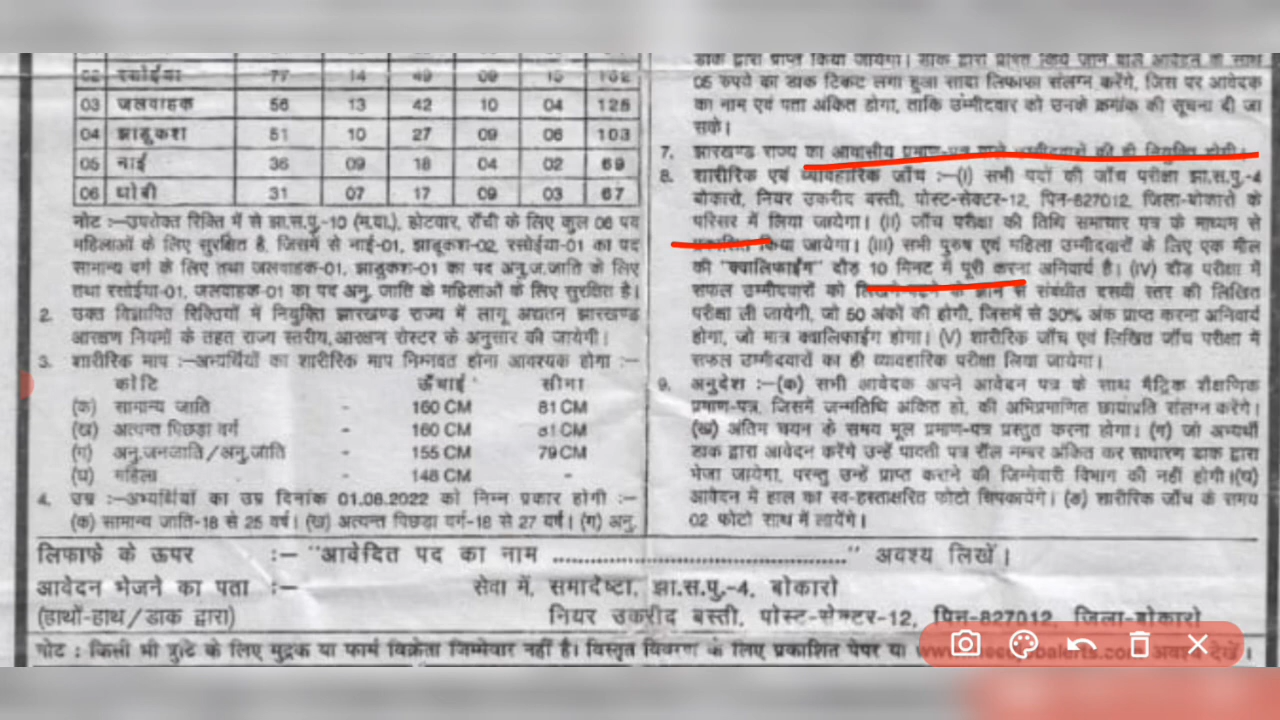 02 रसोईया 77 14 49 09 13 162
03 जलवाहक 56 13 42 10 04 125
04 झाडूकश 51 10 27 09 06 103
05 नाई 36 09 18 04 02 69
06 धोबी 31 07 17 09 03 67
नोट :–उपरोक्त रिक्ति में से झा.स.पु.-10 (म.वा.), होटवार, राँची के लिए कुल 06 पद
महिलाओं के लिए सुरक्षित है, जिसमें से नाई-01, झाडूकश-02, रसोईया-01 का पद
सामान्य वर्ग के लिए तथा जलवाहक-01, झाडूकश-01 का पद अनु.ज.जाति के लिए
तथा रसोईया-01, जलवाहक-01 का पद अनु. जाति के महिलाओं के लिए सुरक्षित है।
2. उक्त विज्ञापित रिक्तियों में नियुक्ति झारखण्ड राज्य में लागू अद्यतन झारखण्ड
आरक्षण नियमों के तहत राज्य स्तरीय,आरक्षण रोस्टर के अनुसार की जायेगी।
3. शारीरिक माप :–अभ्यर्थियों का शारीरिक माप निम्नवत होना आवश्यक होगा :–
कोटि ऊँचाई सीना
(क) सामान्य जाति - 160 CM 81 CM
(ख) अत्यन्त पिछड़ा वर्ग - 160 CM 81 CM
(ग) अनु.जनजाति/अनु.जाति - 155 CM 79 CM
(घ) महिला - 148 CM -
4. उम्र :–अभ्यर्थियों का उम्र दिनांक 01.08.2022 को निम्न प्रकार होगी :–
(क) सामान्य जाति-18 से 25 वर्ष। (ख) अत्यन्त पिछड़ा वर्ग-18 से 27 वर्ष। (ग) अनु.
डाक द्वारा प्राप्त किया जायेगा। डाक द्वारा प्रेषित किये जाने वाले आवेदन के साथ
05 रुपये का डाक टिकट लगा हुआ सादा लिफाफा संलग्न करेंगे, जिस पर आवेदक
का नाम एवं पता अंकित होगा, ताकि उम्मीदवार को उनके क्रमांक की सूचना दी जा
सके।
7. झारखण्ड राज्य का आवासीय प्रमाण-पत्र वाले उम्मीदवारों की ही नियुक्ति होगी।
8. शारीरिक एवं व्यावहारिक जाँच :–(I) सभी पदों की जाँच परीक्षा झा.स.पु.-4
बोकारो, नियर उकरीद बस्ती, पोस्ट-सेक्टर-12, पिन-827012, जिला-बोकारो के
परिसर में लिया जायेगा। (II) जाँच परीक्षा की तिथि समाचार पत्र के माध्यम से
प्रकाशित किया जायेगा। (III) सभी पुरुष एवं महिला उम्मीदवारों के लिए एक मील
की "क्वालिफाईंग" दौड़ 10 मिनट में पूरी करना अनिवार्य है। (IV) दौड़ परीक्षा में
सफल उम्मीदवारों को लिखने-पढ़ने के ज्ञान से संबंधीत दसवी स्तर की लिखित
परीक्षा ली जायेगी, जो 50 अंकों की होगी, जिसमें से 30% अंक प्राप्त करना अनिवार्य
होगा, जो मात्र क्वालिफाईंग होगा। (V) शारीरिक जाँच एवं लिखित जाँच परीक्षा में
सफल उम्मीदवारों का ही व्यावहारिक परीक्षा लिया जायेगा।
9. अनुदेश :–(क) सभी आवेदक अपने आवेदन पत्र के साथ मैट्रिक शैक्षणिक
प्रमाण-पत्र, जिसमें जन्मतिथि अंकित हो, की अभिप्रमाणित छायाप्रति संलग्न करेंगे।
(ख) अंतिम चयन के समय मूल प्रमाण-पत्र प्रस्तुत करना होगा। (ग) जो अभ्यर्थी
डाक द्वारा आवेदन करेंगे उन्हें पावती पत्र रौल नम्बर अंकित कर साधारण डाक द्वारा
भेजा जायेगा, परन्तु उन्हें प्राप्त कराने की जिम्मेवारी विभाग की नहीं होगी।(घ)
आवेदन में हाल का स्व-हस्ताक्षरित फोटो चिपकायेंगे। (ङ) शारीरिक जाँच के समय
02 फोटो साथ में लायेंगे।
लिफाफे के ऊपर :– "आवेदित पद का नाम ............................................" अवश्य लिखें।
आवेदन भेजने का पता :– सेवा में, समादेष्टा, झा.स.पु.-4, बोकारो
(हाथों-हाथ/डाक द्वारा) नियर उकरीद बस्ती, पोस्ट-सेक्टर-12, पिन-827012, जिला-बोकारो
नोट : किसी भी त्रुटि के लिए मुद्रक या फार्म विक्रेता जिम्मेवार नहीं है। विस्तृत विवरण के लिए प्रकाशित पेपर या अवश्य देखें।